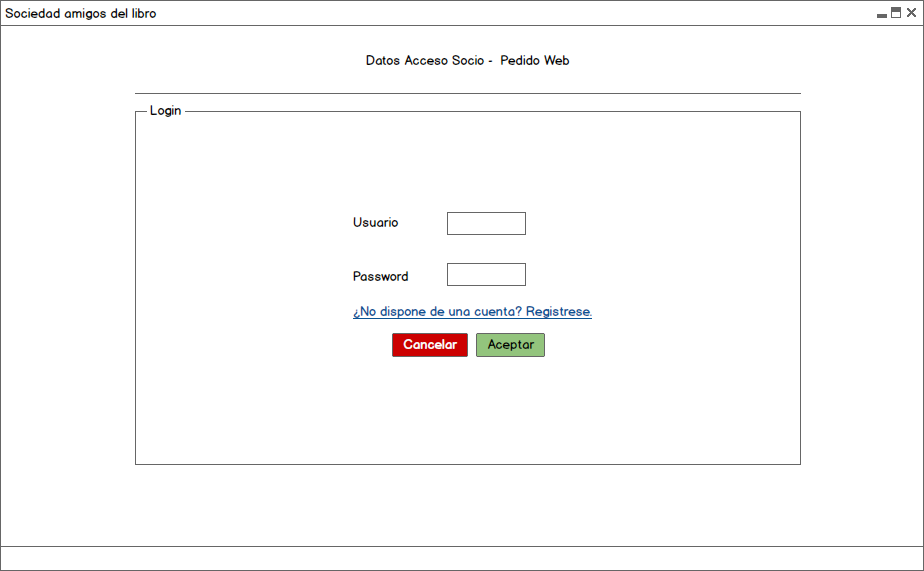 Sociedad amigos del libro
Datos Acceso Socio - Pedido Web
Login
Usuario
Password
¿No dispone de una cuenta? Registrese.
Cancelar Aceptar